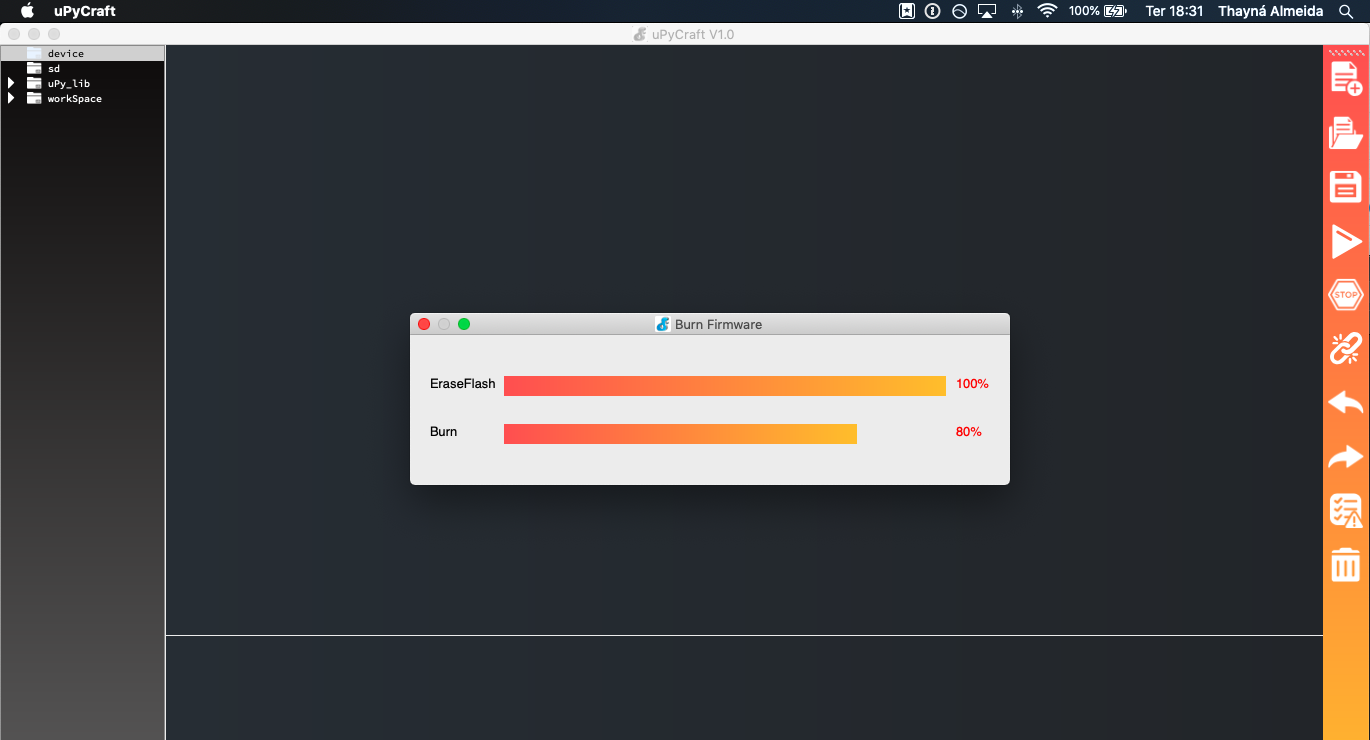 uPyCraft
100%
Ter 18:31
Thayná Almeida
uPyCraft V1.0
device
sd
uPy_lib
workSpace
Burn Firmware
EraseFlash
100%
Burn
80%
STOP